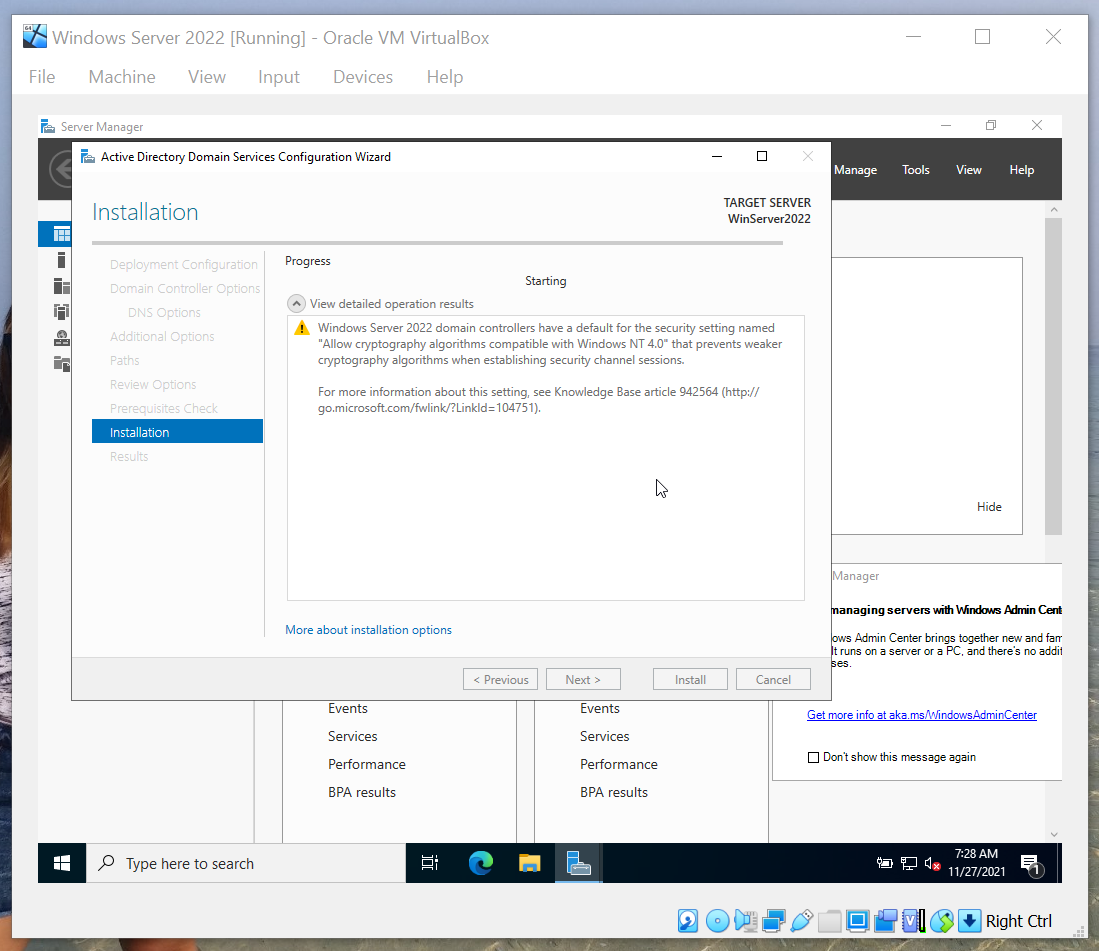 Windows Server 2022 [Running] - Oracle VM VirtualBox
File Machine View Input Devices Help
Server Manager
Manage Tools View Help
Active Directory Domain Services Configuration Wizard
Installation
TARGET SERVER
WinServer2022
Deployment Configuration
Domain Controller Options
DNS Options
Additional Options
Paths
Review Options
Prerequisites Check
Installation
Results
Progress
Starting
View detailed operation results
Windows Server 2022 domain controllers have a default for the security setting named
"Allow cryptography algorithms compatible with Windows NT 4.0" that prevents weaker
cryptography algorithms when establishing security channel sessions.
For more information about this setting, see Knowledge Base article 942564 (http://
go.microsoft.com/fwlink/?LinkId=104751).
More about installation options
< Previous Next > Install Cancel
Hide
Manager
managing servers with Windows Admin Cent
ows Admin Center brings together new and fam
It runs on a server or a PC, and there's no addit
ses.
Get more info at aka.ms/WindowsAdminCenter
Don't show this message again
Events
Services
Performance
BPA results
Events
Services
Performance
BPA results
Type here to search
7:28 AM
11/27/2021
1
Right Ctrl